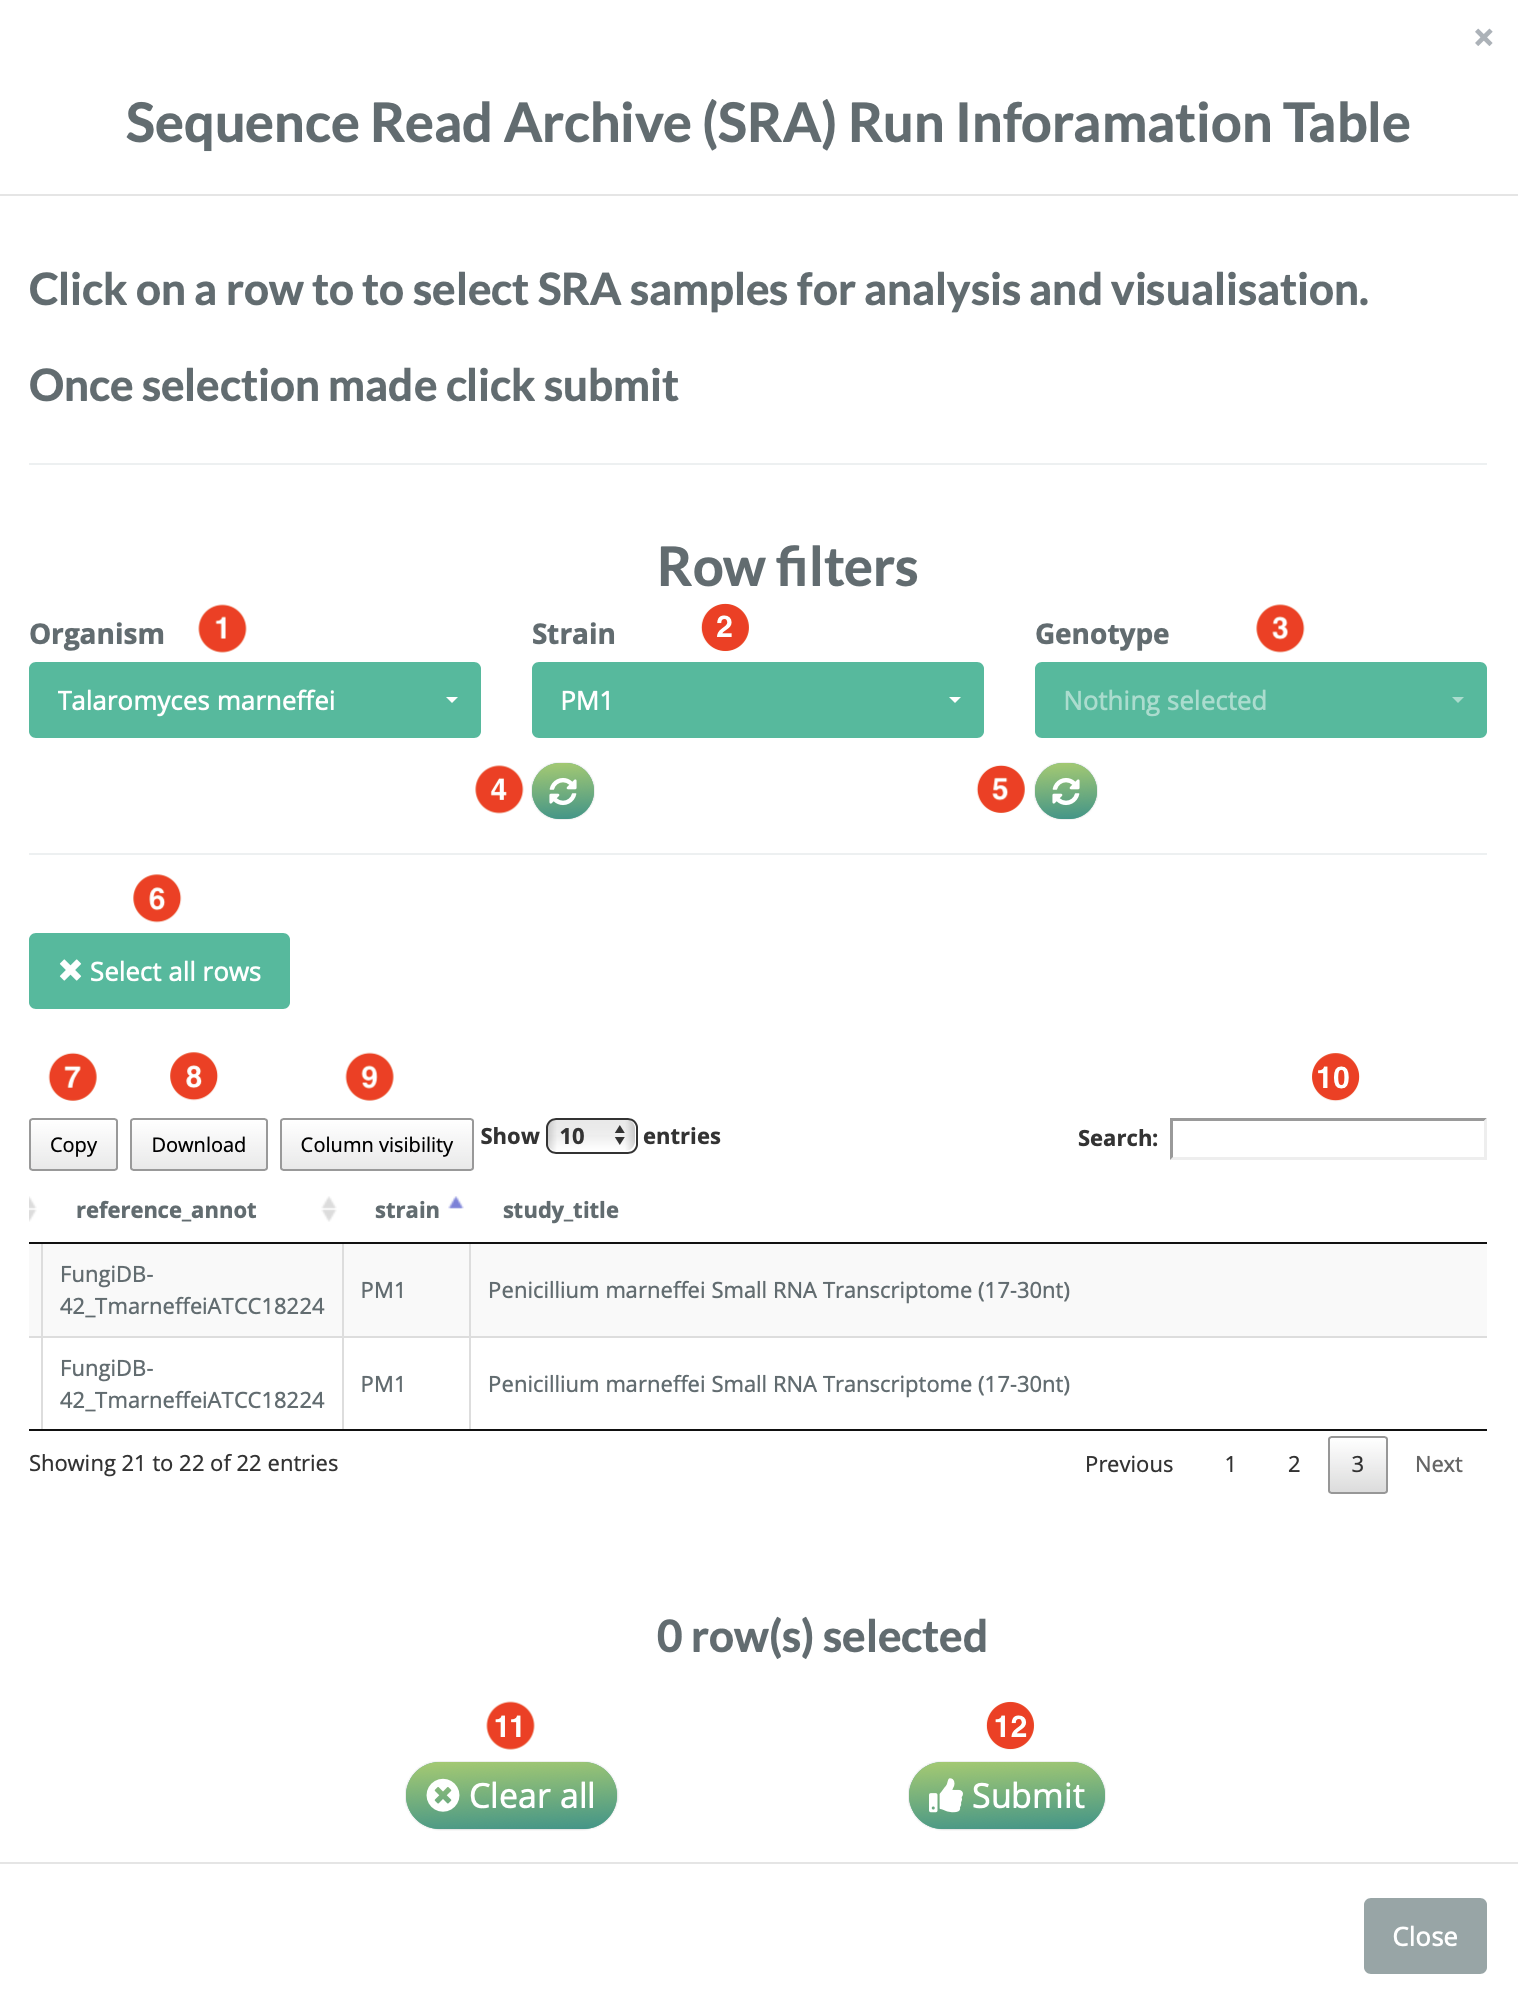 ×
Sequence Read Archive (SRA) Run Inforamation Table
Click on a row to to select SRA samples for analysis and visualisation.
Once selection made click submit
Row filters
Organism 1 Strain 2 Genotype 3
Talaromyces marneffei PM1 Nothing selected
4 5
6
Select all rows
7 8 9 10
Copy Download Column visibility Show 10 entries Search:
reference_annot strain study_title
FungiDB-
42_TmarneffeiATCC18224 PM1 Penicillium marneffei Small RNA Transcriptome (17-30nt)
FungiDB-
42_TmarneffeiATCC18224 PM1 Penicillium marneffei Small RNA Transcriptome (17-30nt)
Showing 21 to 22 of 22 entries Previous 1 2 3 Next
0 row(s) selected
11 12
Clear all Submit
Close